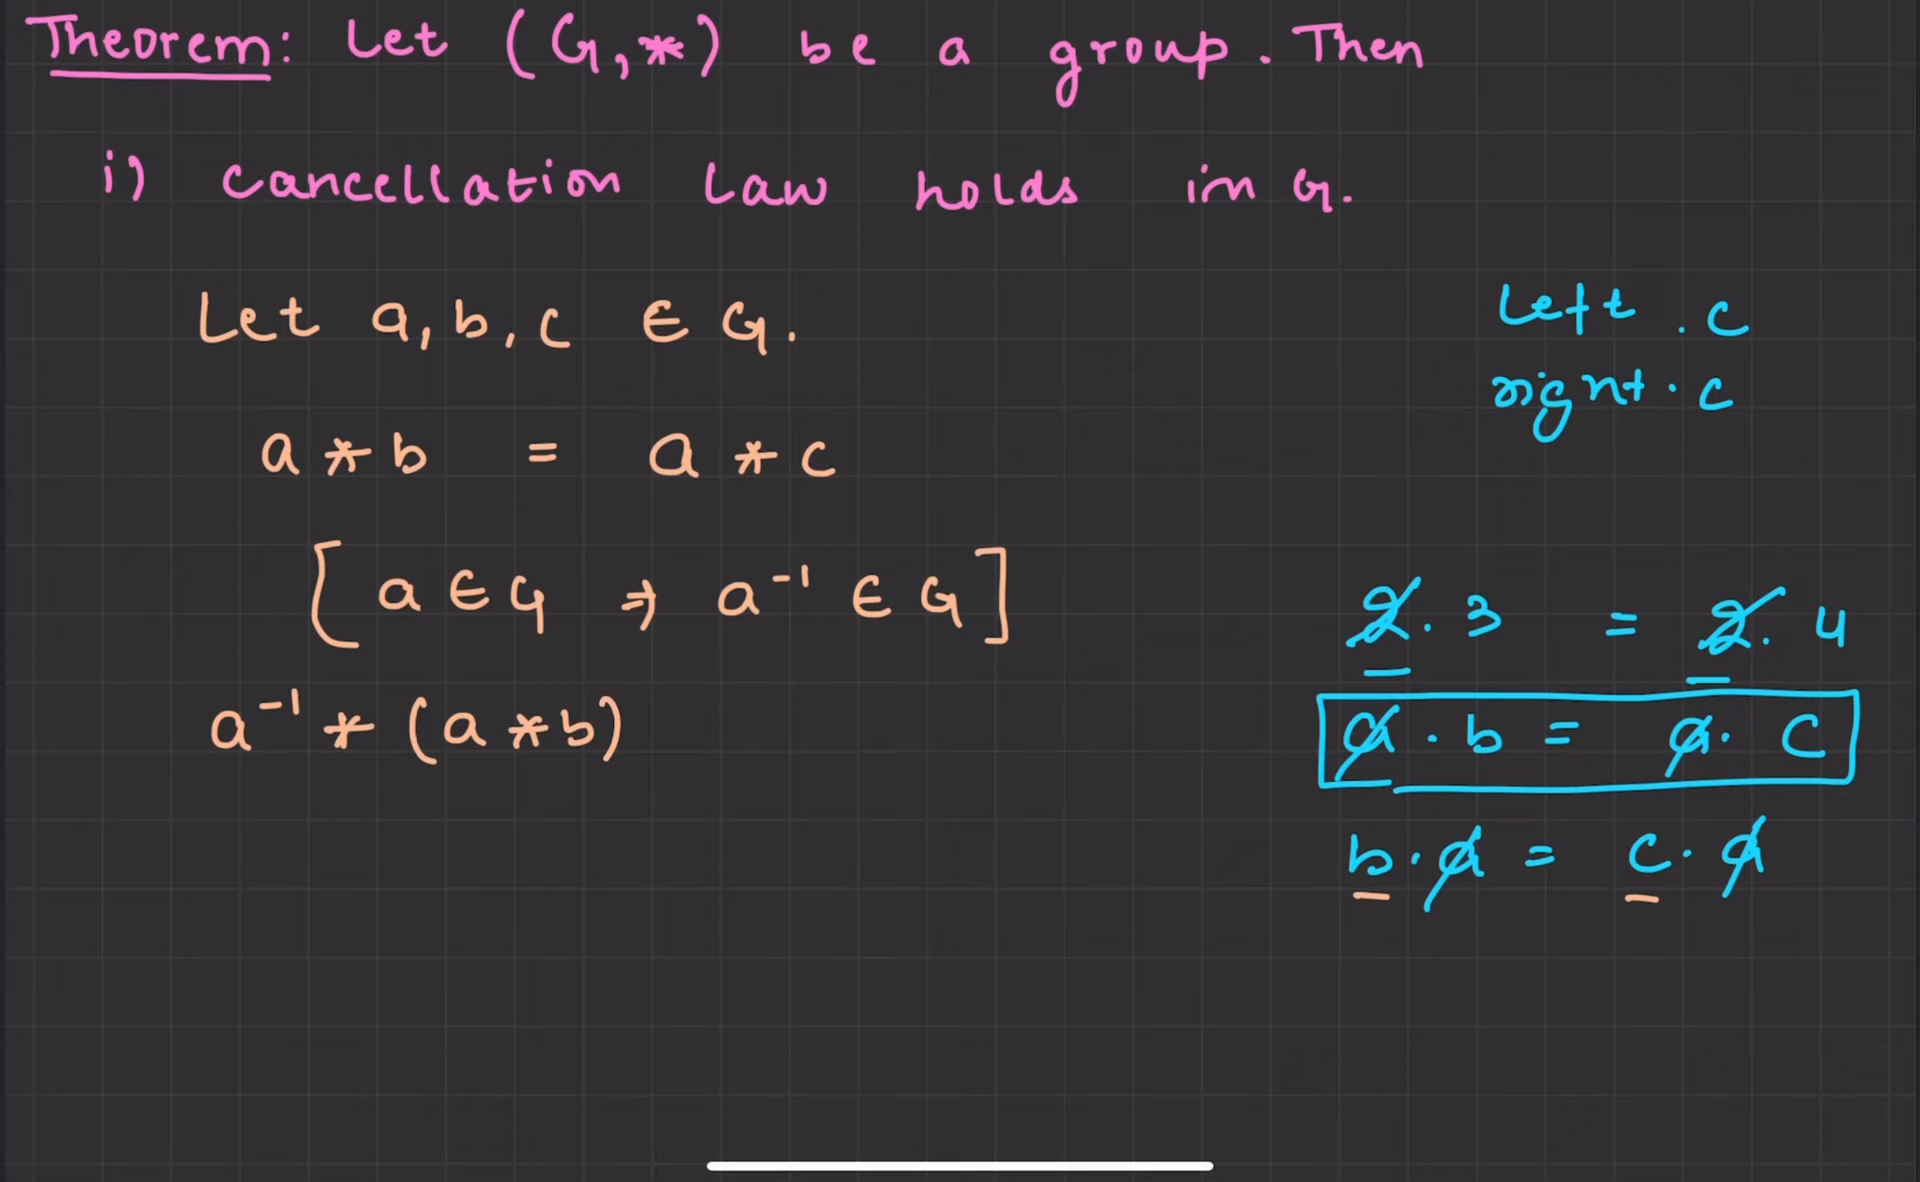 Theorem: Let (G,*) be a group. Then
i) cancellation Law holds in G.
Let a, b, c ∈ G.
Left . c
right . c
a * b = a * c
[a ∈ G ⇒ a⁻¹ ∈ G]
2 . 3 = 2 . 4
a⁻¹ * (a * b)
a . b = a . c
b . a = c . a